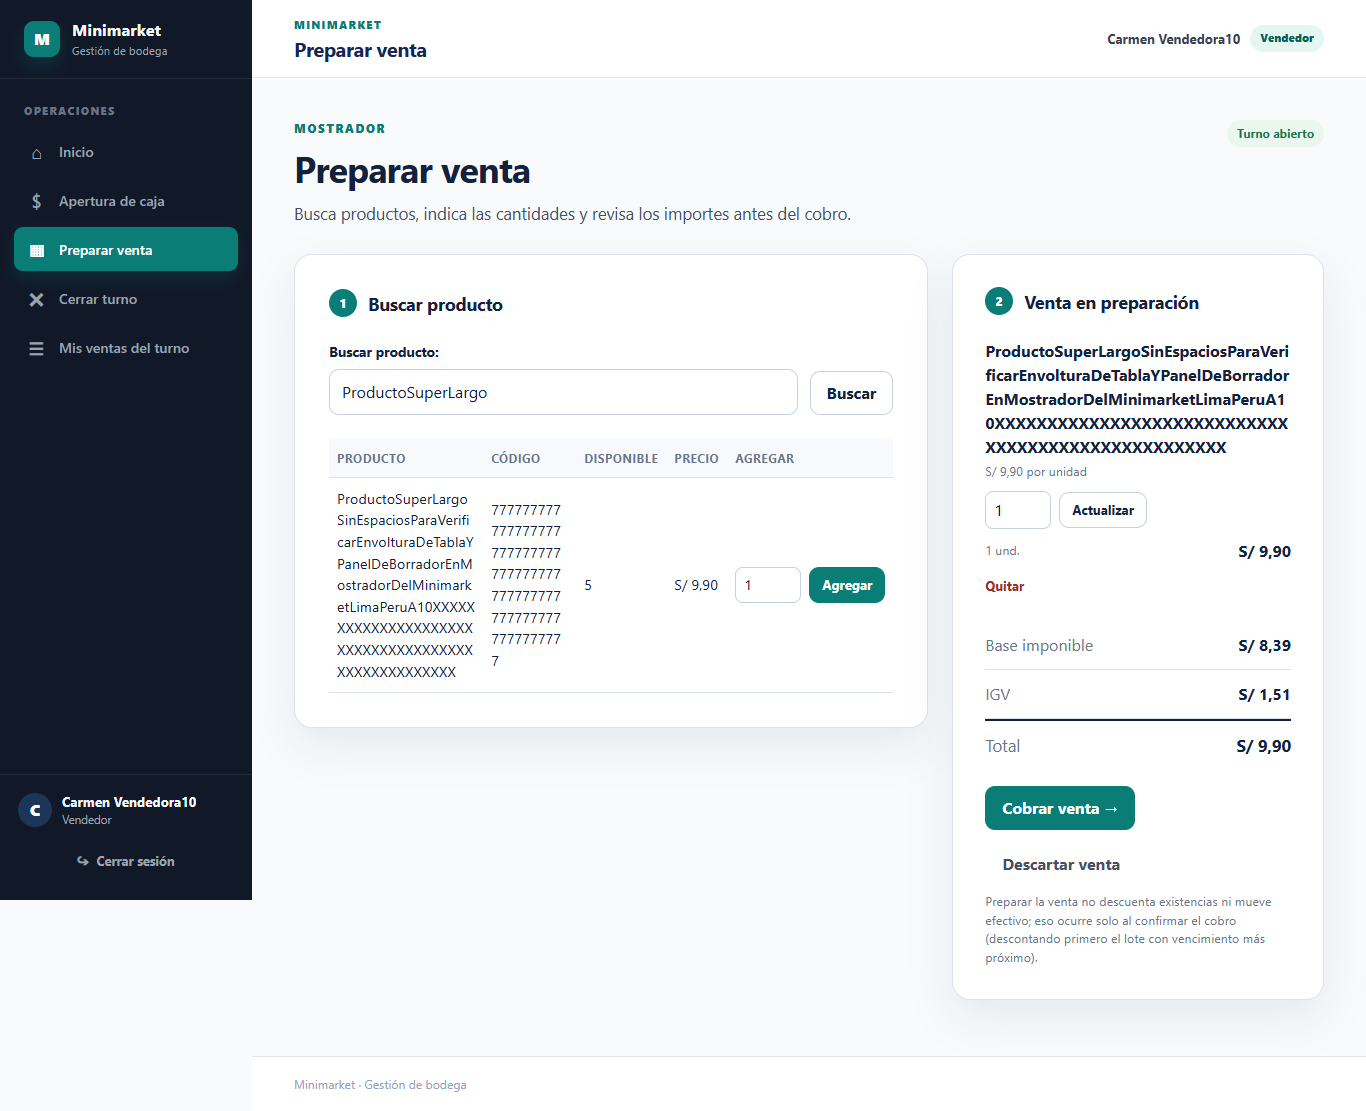 M
Minimarket
Gestión de bodega
OPERACIONES
Inicio
$ Apertura de caja
Preparar venta
Cerrar turno
Mis ventas del turno
C
Carmen Vendedora10
Vendedor
Cerrar sesión
MINIMARKET
Preparar venta
Carmen Vendedora10 Vendedor
MOSTRADOR
Turno abierto
Preparar venta
Busca productos, indica las cantidades y revisa los importes antes del cobro.
1 Buscar producto
Buscar producto:
ProductoSuperLargo Buscar
PRODUCTO CÓDIGO DISPONIBLE PRECIO AGREGAR
ProductoSuperLargo
SinEspaciosParaVerifi
carEnvolturaDeTablaY
PanelDeBorradorEnM
ostradorDelMinimark
etLimaPeruA10XXXXX
XXXXXXXXXXXXXXXX
XXXXXXXXXXXXXXXX
XXXXXXXXXXXXXX
777777777
777777777
777777777
777777777
777777777
777777777
777777777
7
5 S/ 9,90 1 Agregar
2 Venta en preparación
ProductoSuperLargoSinEspaciosParaVeri
ficarEnvolturaDeTablaYPanelDeBorrador
EnMostradorDelMinimarketLimaPeruA1
0XXXXXXXXXXXXXXXXXXXXXXXXXXXX
XXXXXXXXXXXXXXXXXXXXXXX
S/ 9,90 por unidad
1 Actualizar
1 und. S/ 9,90
Quitar
Base imponible S/ 8,39
IGV S/ 1,51
Total S/ 9,90
Cobrar venta →
Descartar venta
Preparar la venta no descuenta existencias ni mueve
efectivo; eso ocurre solo al confirmar el cobro
(descontando primero el lote con vencimiento más
próximo).
Minimarket · Gestión de bodega